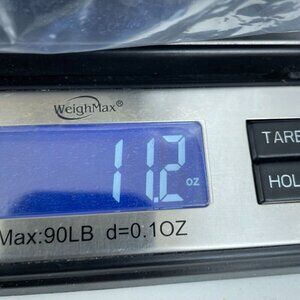 WeighMax®
11.2 oz
TARE
HOL
Max:90LB d=0.1OZ